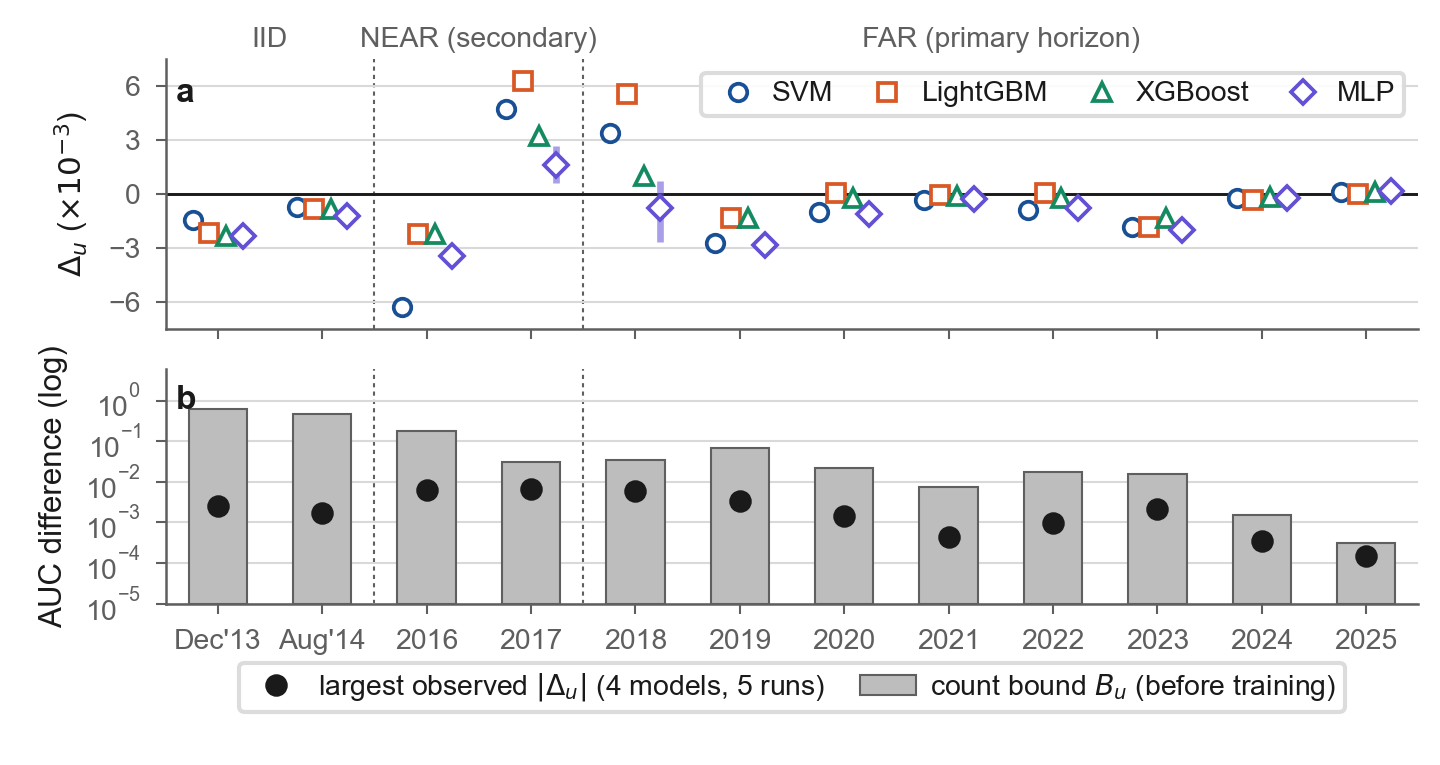 IID NEAR (secondary) FAR (primary horizon)
a
SVM LightGBM XGBoost MLP
Δu (×10−3)
6
3
0
−3
−6
b
AUC difference (log)
10^0
10^−1
10^−2
10^−3
10^−4
10^−5
Dec'13 Aug'14 2016 2017 2018 2019 2020 2021 2022 2023 2024 2025
largest observed |Δu| (4 models, 5 runs) count bound Bu (before training)